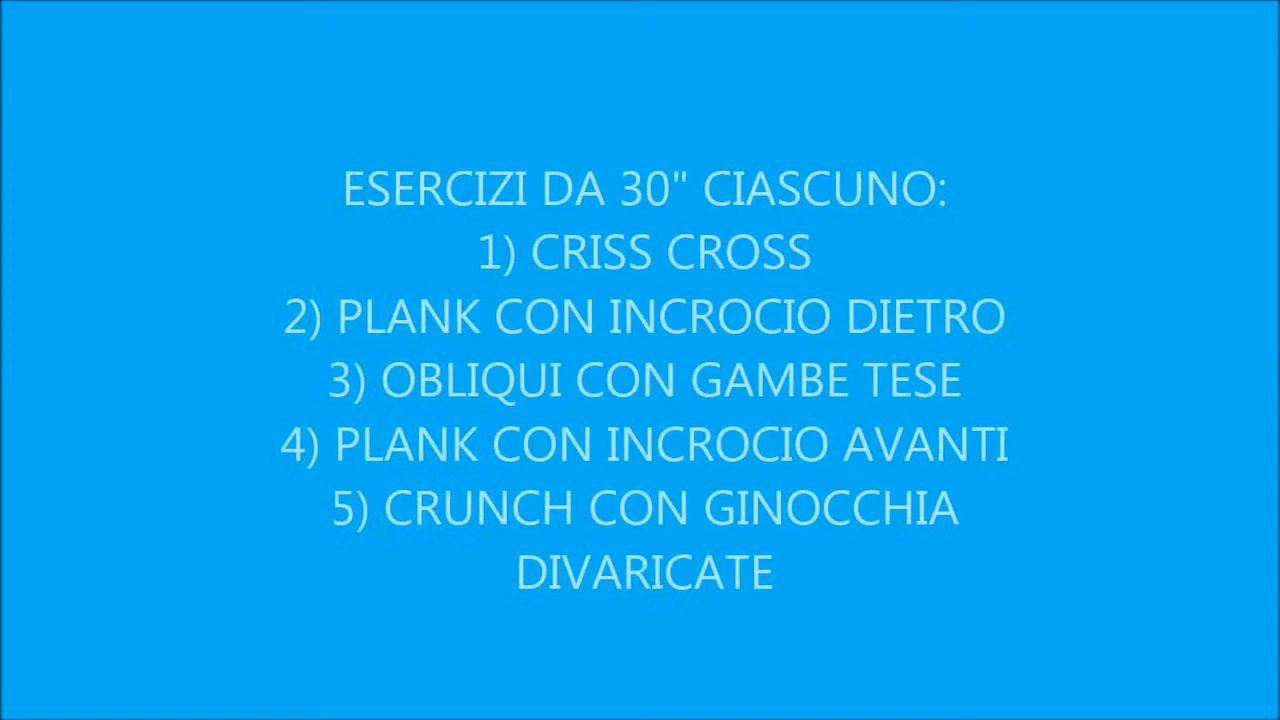 ESERCIZI DA 30" CIASCUNO:
1) CRISS CROSS
2) PLANK CON INCROCIO DIETRO
3) OBLIQUI CON GAMBE TESE
4) PLANK CON INCROCIO AVANTI
5) CRUNCH CON GINOCCHIA
DIVARICATE